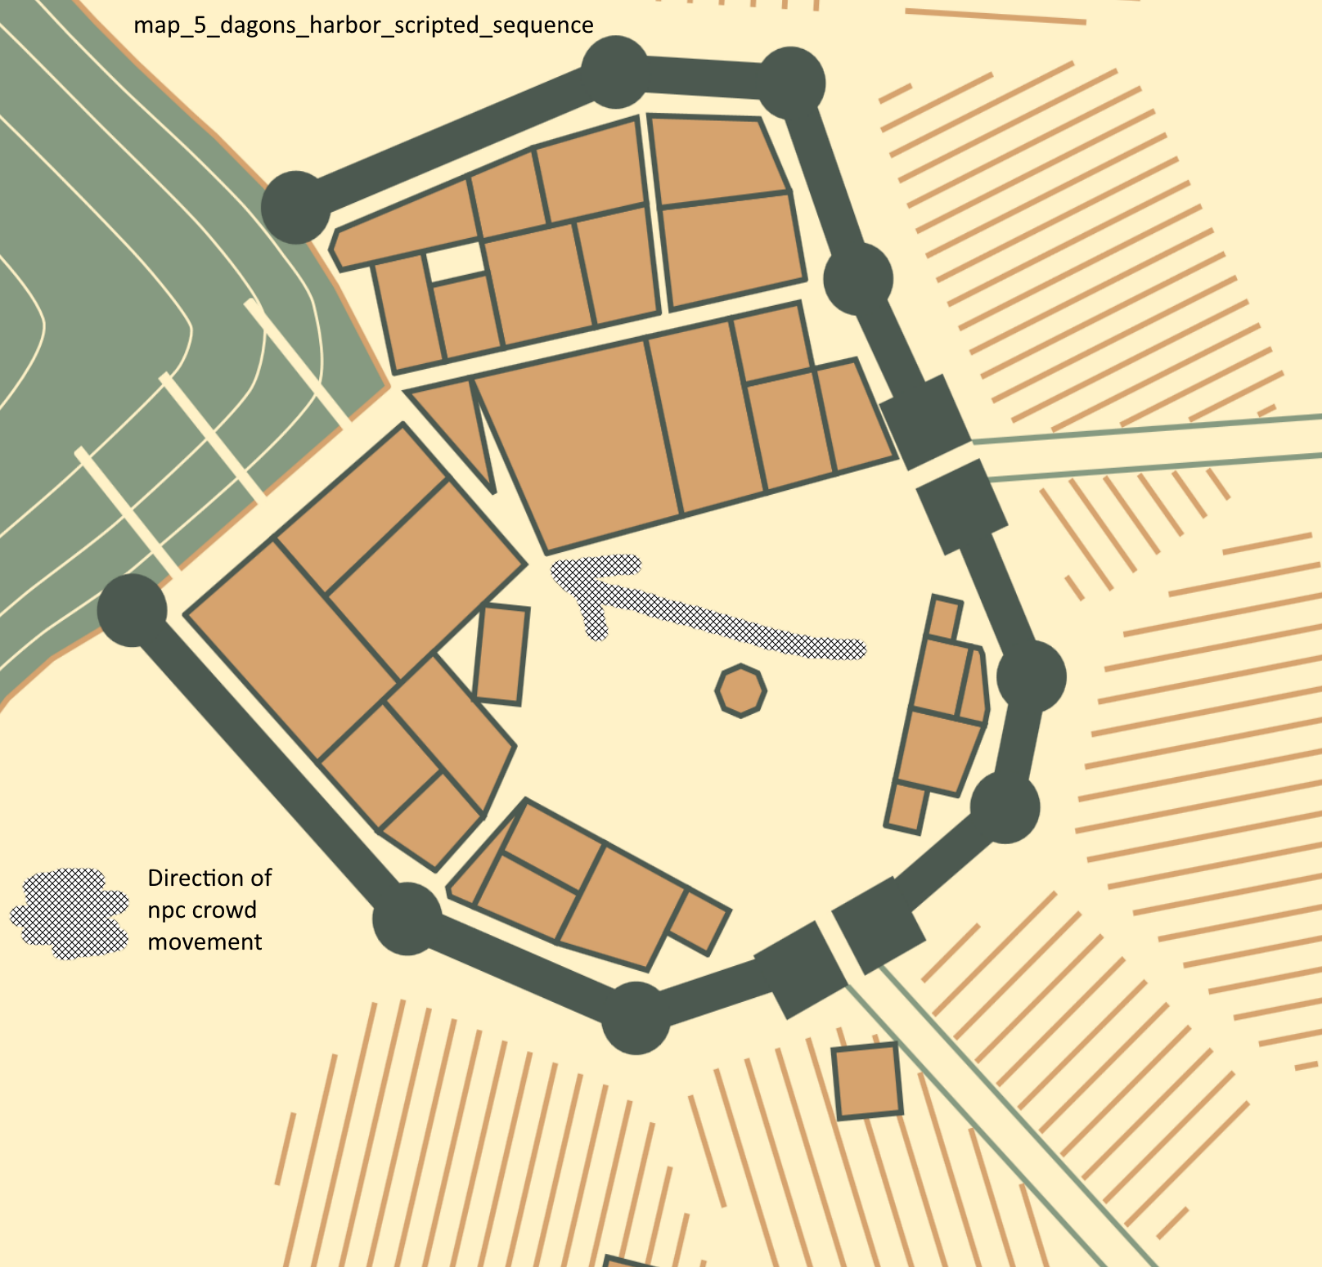 map_5_dagons_harbor_scripted_sequence
Direction of
npc crowd
movement